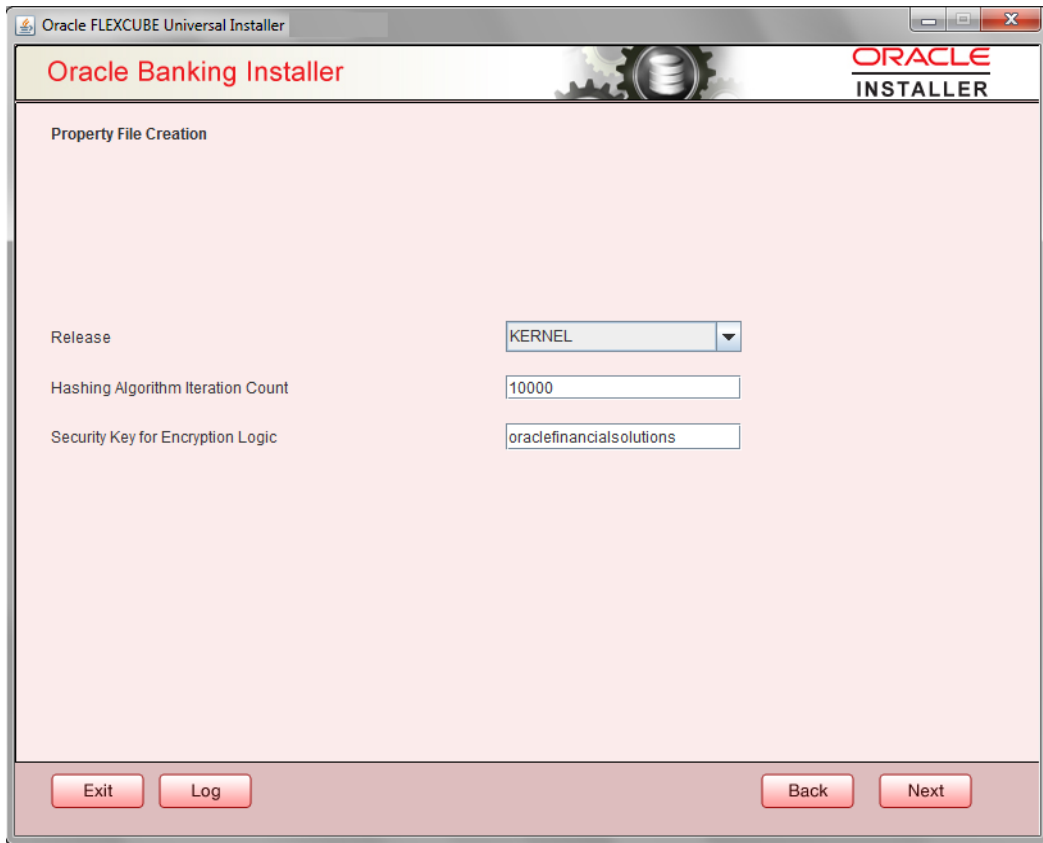 Oracle FLEXCUBE Universal Installer
Oracle Banking Installer
ORACLE
INSTALLER
Property File Creation
Release
KERNEL
Hashing Algorithm Iteration Count
10000
Security Key for Encryption Logic
oraclefinancialsolutions
Exit
Log
Back
Next